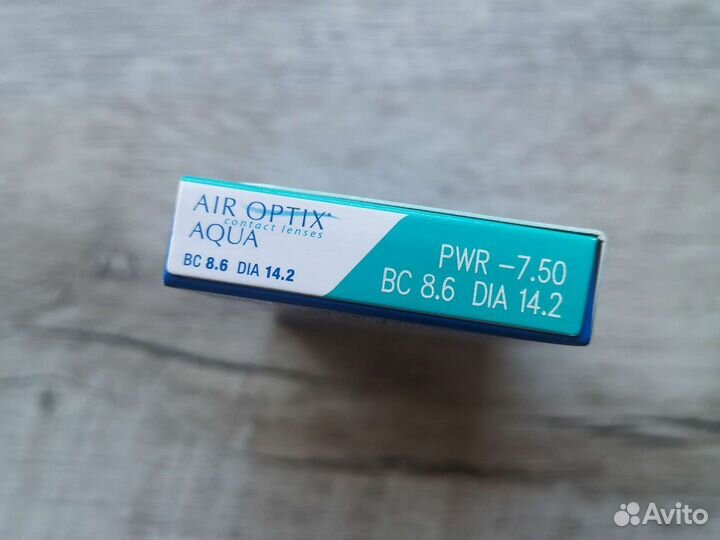 AIR OPTIX
contact lenses
AQUA
BC 8.6 DIA 14.2
PWR -7.50
BC 8.6 DIA 14.2
Avito